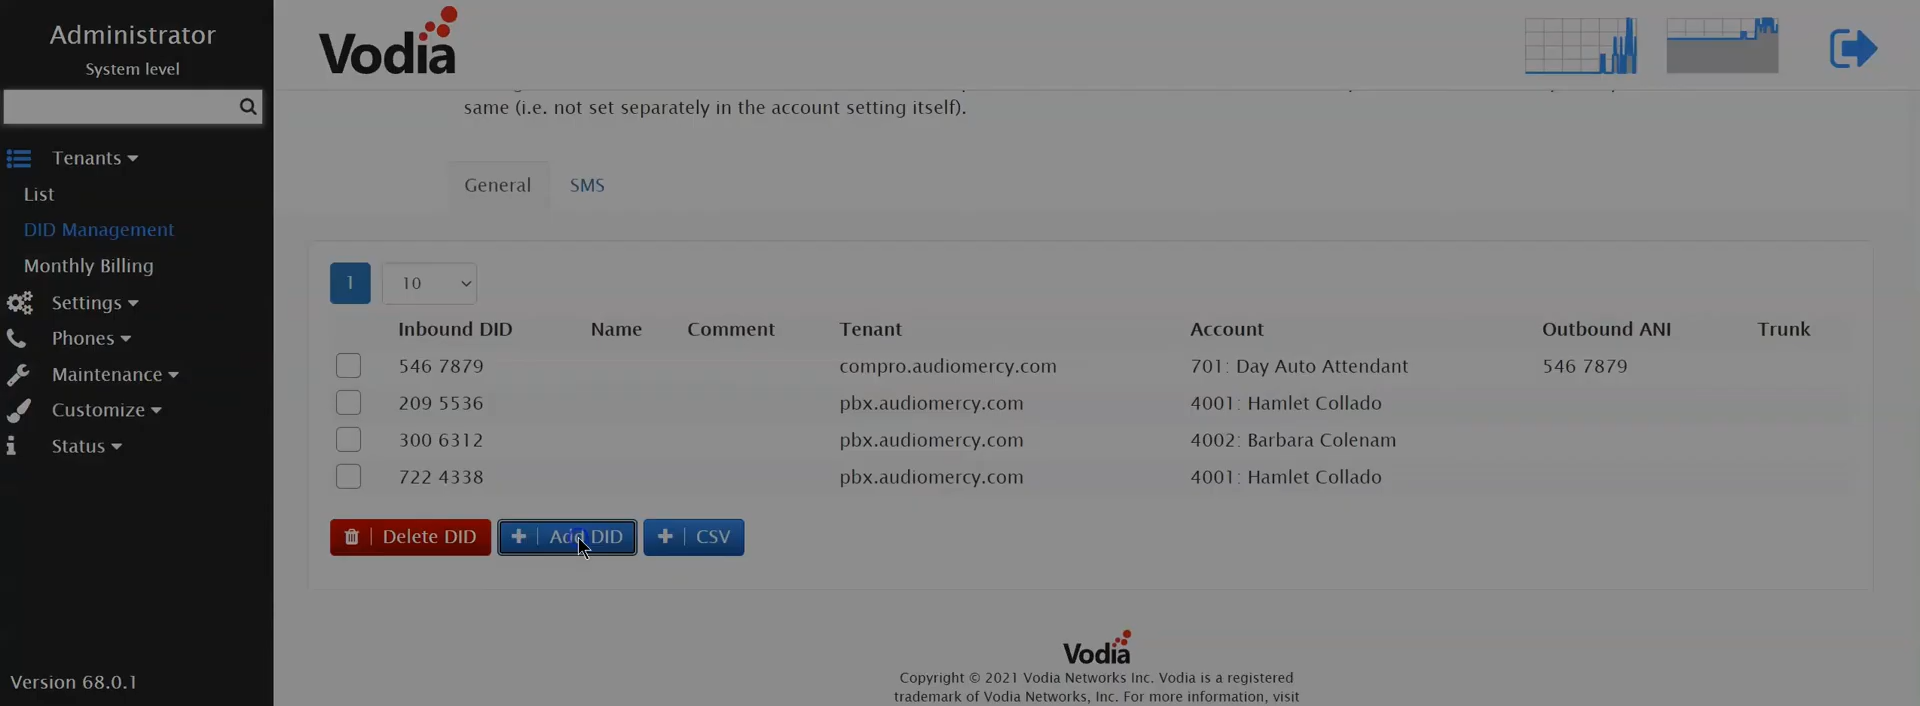 Administrator
System level
Tenants
List
DID Management
Monthly Billing
Settings
Phones
Maintenance
Customize
Status
Version 68.0.1
Vodia
same (i.e. not set separately in the account setting itself).
General SMS
1 10
Inbound DID Name Comment Tenant Account Outbound ANI Trunk
546 7879 compro.audiomercy.com 701: Day Auto Attendant 546 7879
209 5536 pbx.audiomercy.com 4001: Hamlet Collado
300 6312 pbx.audiomercy.com 4002: Barbara Colenam
722 4338 pbx.audiomercy.com 4001: Hamlet Collado
Delete DID Add DID CSV
Vodia
Copyright © 2021 Vodia Networks Inc. Vodia is a registered
trademark of Vodia Networks, Inc. For more information, visit